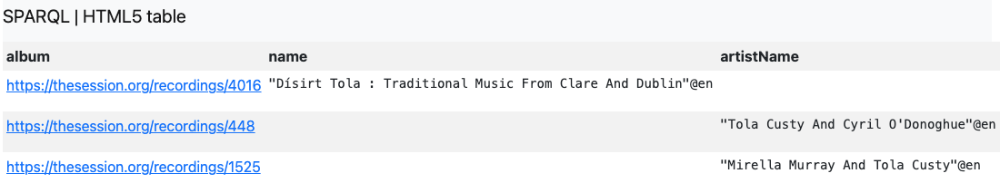 SPARQL | HTML5 table
album name artistName
https://thesession.org/recordings/4016 "Dísirt Tola : Traditional Music From Clare And Dublin"@en
https://thesession.org/recordings/448 "Tola Custy And Cyril O'Donoghue"@en
https://thesession.org/recordings/1525 "Mirella Murray And Tola Custy"@en